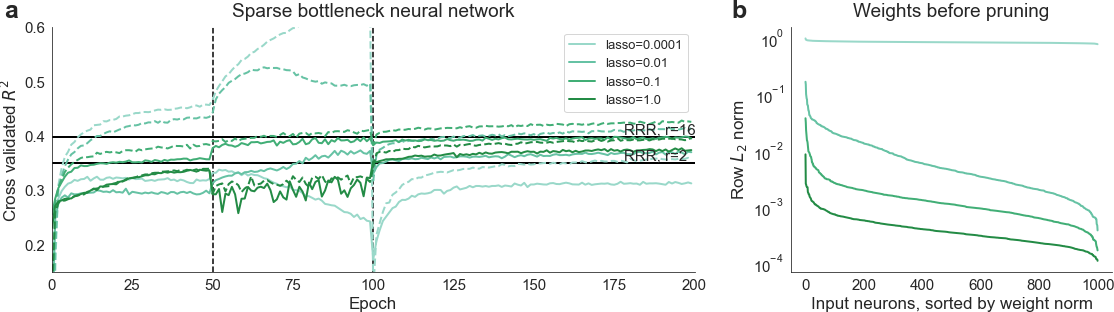 a
Sparse bottleneck neural network
Cross validated R²
0.6
0.5
0.4
0.3
0.2
lasso=0.0001
lasso=0.01
lasso=0.1
lasso=1.0
RRR, r=16
RRR, r=2
0 25 50 75 100 125 150 175 200
Epoch
b
Weights before pruning
Row L₂ norm
10⁰
10⁻¹
10⁻²
10⁻³
10⁻⁴
0 200 400 600 800 1000
Input neurons, sorted by weight norm